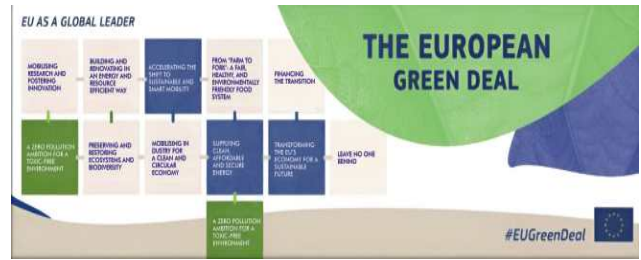 EU AS A GLOBAL LEADER
THE EUROPEAN
GREEN DEAL
MOBILISING
RESEARCH AND
FOSTERING
INNOVATION
BUILDING AND
RENOVATING IN
AN ENERGY AND
RESOURCE
EFFICIENT WAY
ACCELERATING THE
SHIFT TO
SUSTAINABLE AND
SMART MOBILITY
FROM 'FARM TO
FORK': A FAIR,
HEALTHY, AND
ENVIRONMENTALLY
FRIENDLY FOOD
SYSTEM
FINANCING
THE TRANSITION
A ZERO POLLUTION
AMBITION FOR A
TOXIC-FREE
ENVIRONMENT
PRESERVING AND
RESTORING
ECOSYSTEMS AND
BIODIVERSITY
MOBILIZING IN
DUSTRY FOR
A CLEAN AND
CIRCULAR
ECONOMY
SUPPLYING
CLEAN,
AFFORDABLE
AND SECURE
ENERGY
TRANSFORMING
THE EU'S
ECONOMY FOR A
SUSTAINABLE
FUTURE
LEAVE NO ONE
BEHIND
A ZERO POLLUTION
AMBITION FOR A
TOXIC-FREE
ENVIRONMENT
#EUGreenDeal